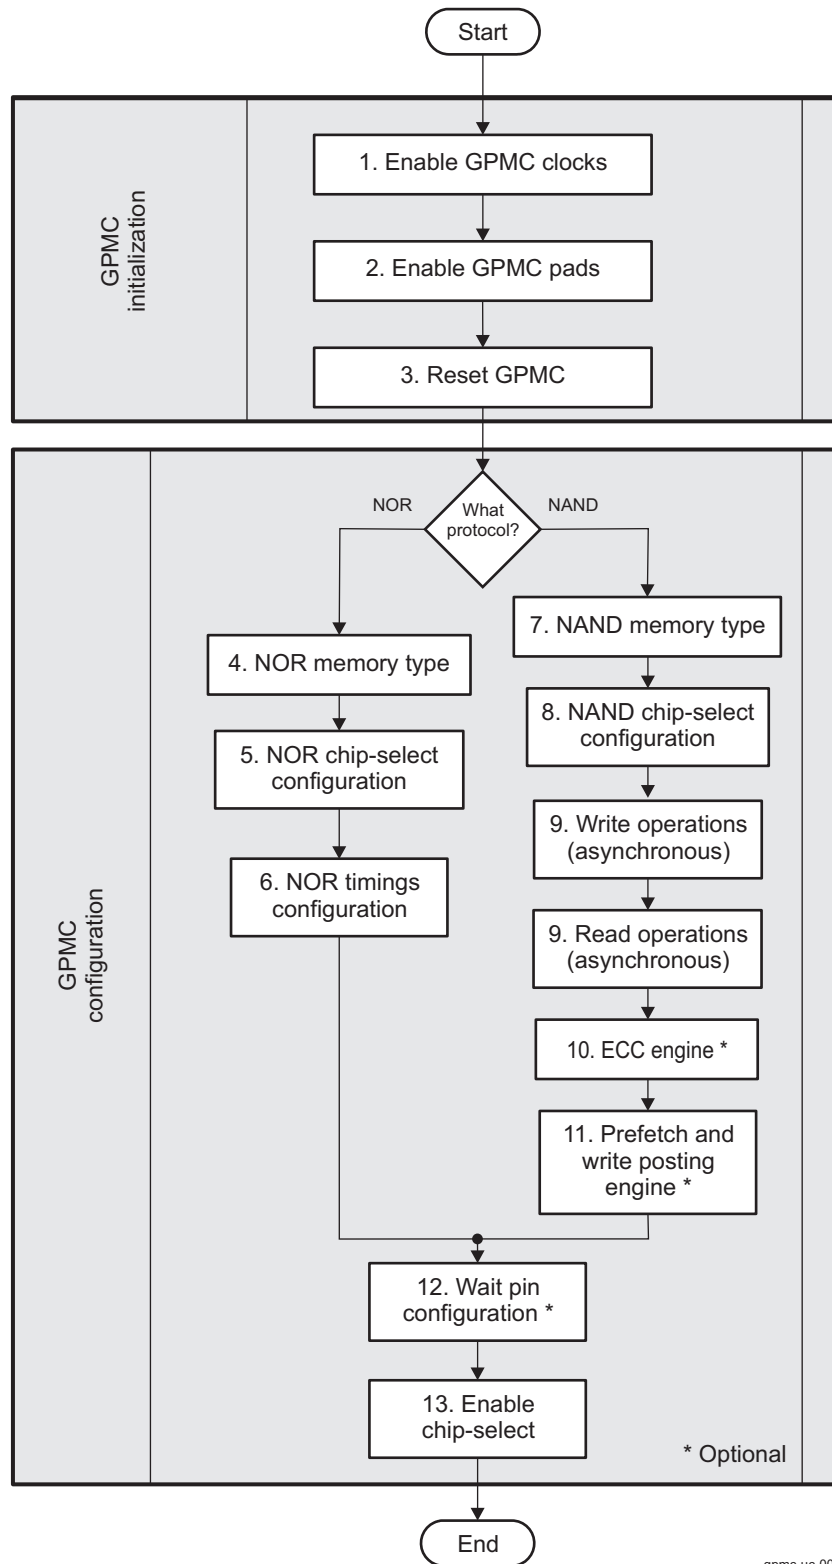 Start
GPMC
initialization
1. Enable GPMC clocks
2. Enable GPMC pads
3. Reset GPMC
GPMC
configuration
What
protocol?
NOR
NAND
4. NOR memory type
5. NOR chip-select
configuration
6. NOR timings
configuration
7. NAND memory type
8. NAND chip-select
configuration
9. Write operations
(asynchronous)
9. Read operations
(asynchronous)
10. ECC engine *
11. Prefetch and
write posting
engine *
12. Wait pin
configuration *
13. Enable
chip-select
* Optional
End